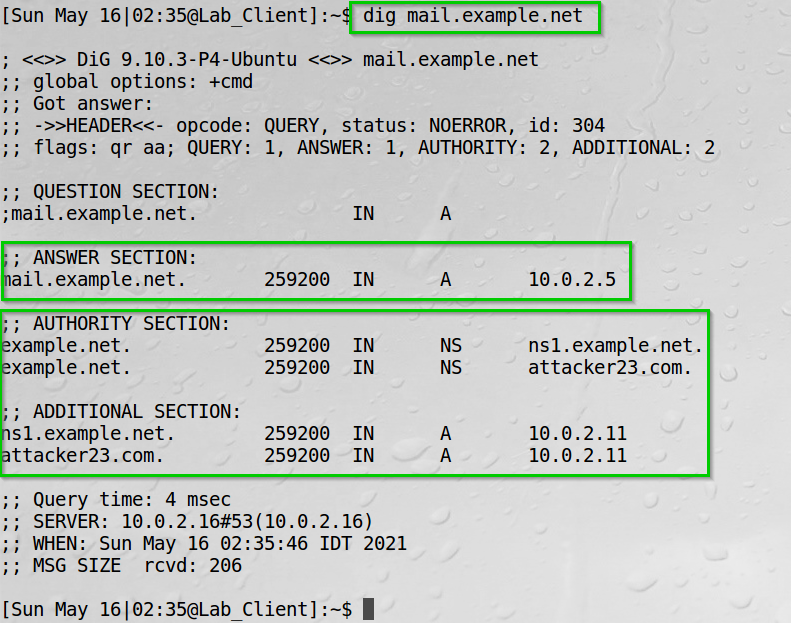 [Sun May 16|02:35@Lab_Client]:~$ dig mail.example.net
; <<>> DiG 9.10.3-P4-Ubuntu <<>> mail.example.net
;; global options: +cmd
;; Got answer:
;; ->>HEADER<<- opcode: QUERY, status: NOERROR, id: 304
;; flags: qr aa; QUERY: 1, ANSWER: 1, AUTHORITY: 2, ADDITIONAL: 2
;; QUESTION SECTION:
;mail.example.net. IN A
;; ANSWER SECTION:
mail.example.net. 259200 IN A 10.0.2.5
;; AUTHORITY SECTION:
example.net. 259200 IN NS ns1.example.net.
example.net. 259200 IN NS attacker23.com.
;; ADDITIONAL SECTION:
ns1.example.net. 259200 IN A 10.0.2.11
attacker23.com. 259200 IN A 10.0.2.11
;; Query time: 4 msec
;; SERVER: 10.0.2.16#53(10.0.2.16)
;; WHEN: Sun May 16 02:35:46 IDT 2021
;; MSG SIZE rcvd: 206
[Sun May 16|02:35@Lab_Client]:~$